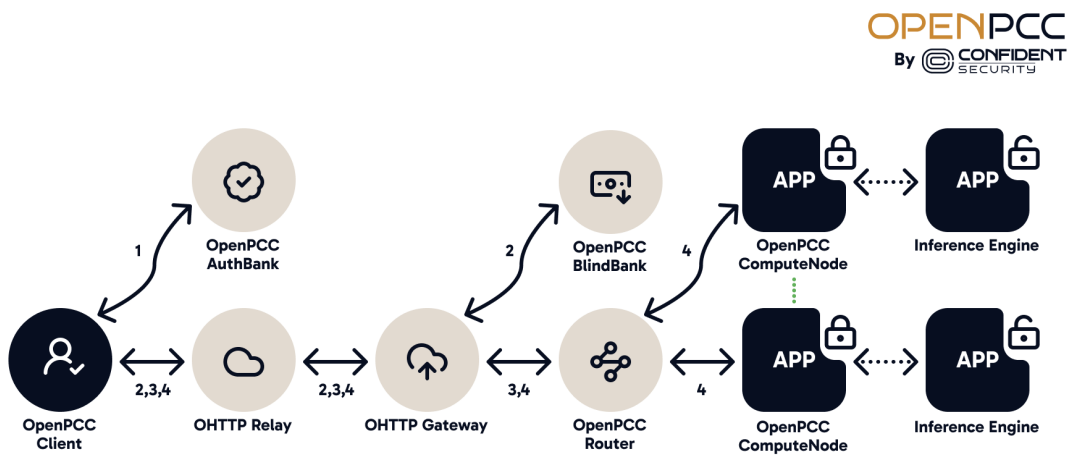 OPENPCC
By CONFIDENT
SECURITY
APP
APP
1
OpenPCC
AuthBank
2
OpenPCC
BlindBank
4
OpenPCC
ComputeNode
Inference Engine
APP
APP
2,3,4
2,3,4
3,4
4
OpenPCC
Client
OHTTP Relay
OHTTP Gateway
OpenPCC
Router
OpenPCC
ComputeNode
Inference Engine